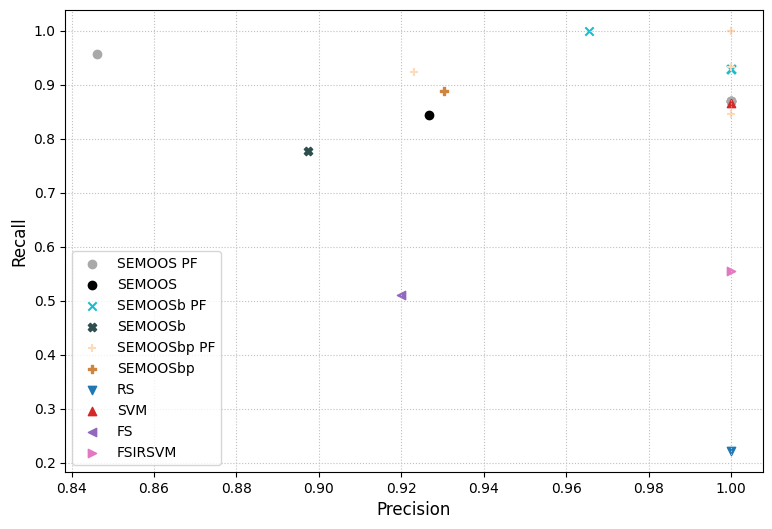 1.0
0.9
0.8
0.7
0.6
0.5
0.4
0.3
0.2
Recall
SEMOOS PF
SEMOOS
SEMOOSb PF
SEMOOSb
SEMOOSbp PF
SEMOOSbp
RS
SVM
FS
FSIRSVM
0.84 0.86 0.88 0.90 0.92 0.94 0.96 0.98 1.00
Precision